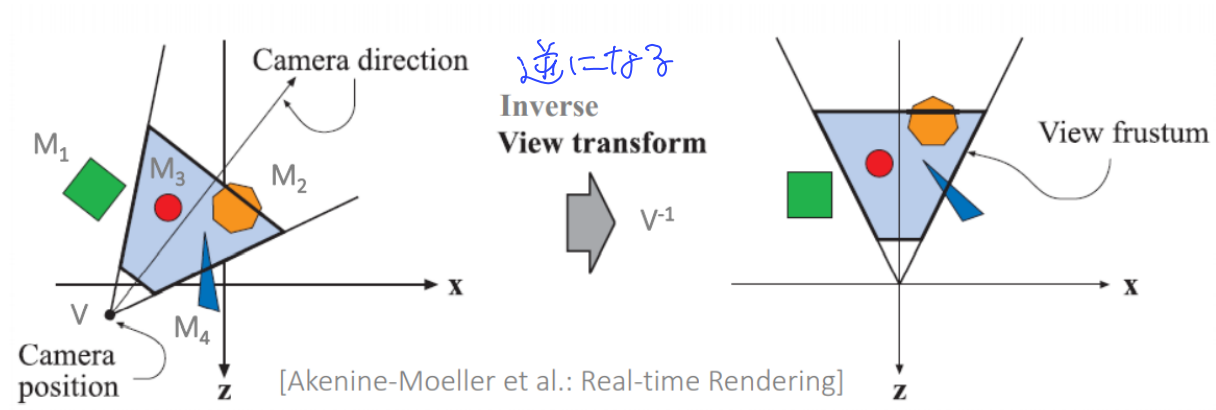 Camera direction
M1
M3
M2
V
M4
x
z
Camera
position
逆になる
Inverse
View transform
V-1
View frustum
x
z
[Akenine-Moeller et al.: Real-time Rendering]